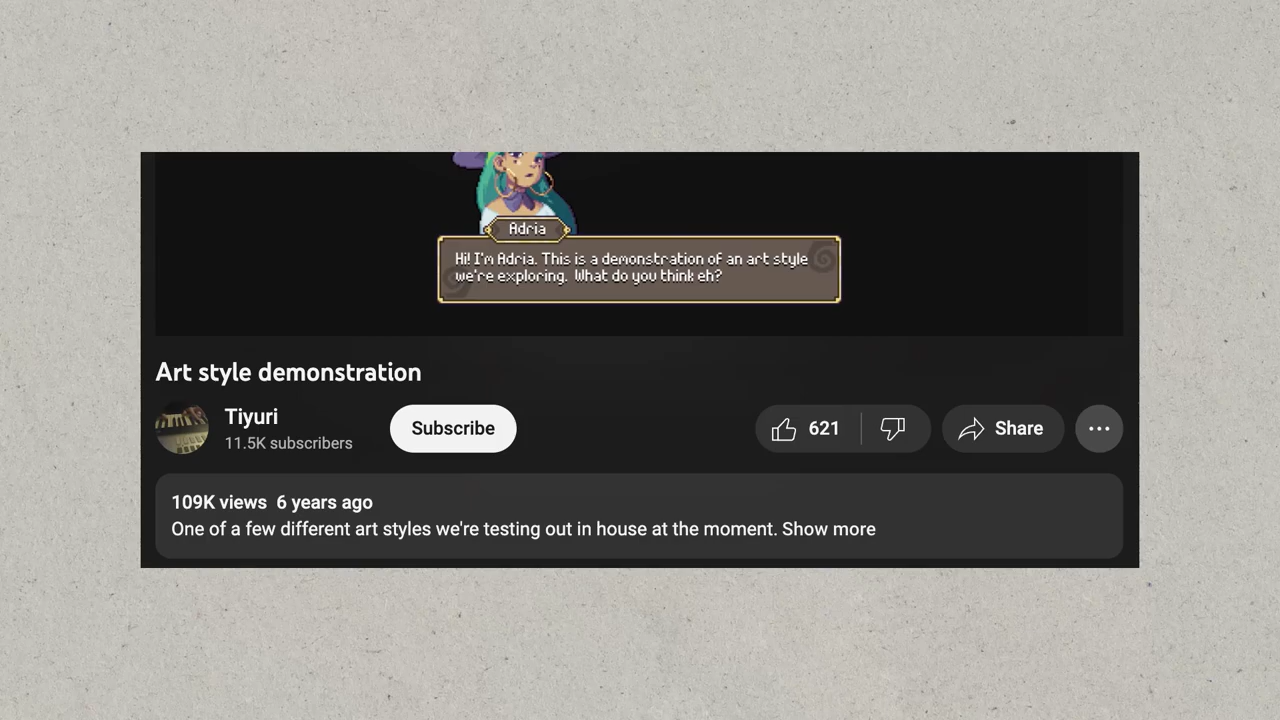 Adria
Hi! I'm Adria. This is a demonstration of an art style
we're exploring. What do you think eh?
Art style demonstration
Tiyuri
11.5K subscribers
Subscribe
621
Share
109K views 6 years ago
One of a few different art styles we're testing out in house at the moment. Show more